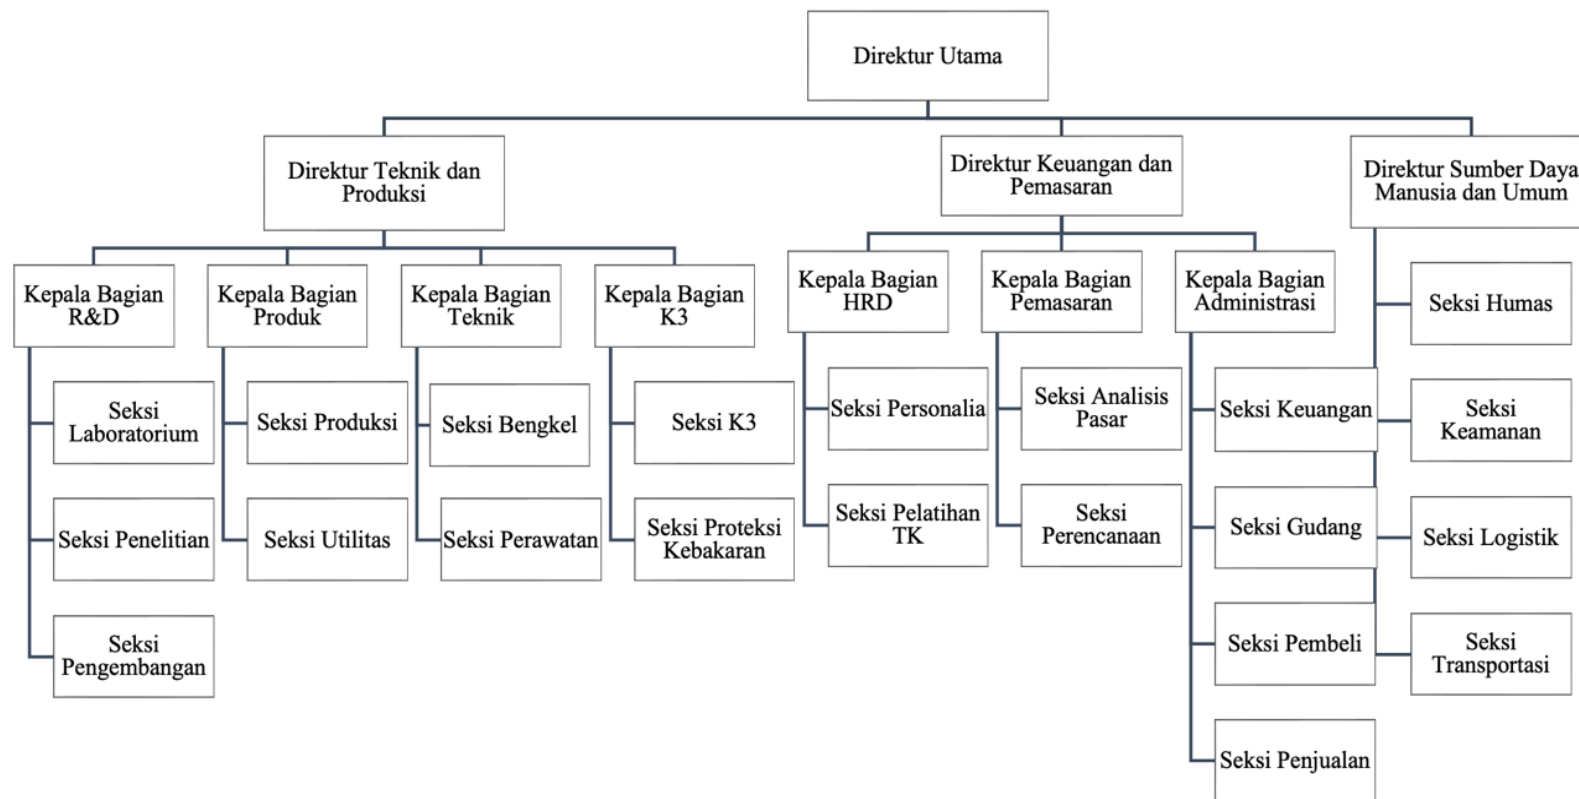 Direktur Utama
Direktur Teknik dan
Produksi
Direktur Keuangan dan
Pemasaran
Direktur Sumber Daya
Manusia dan Umum
Kepala Bagian
R&D
Kepala Bagian
Produk
Kepala Bagian
Teknik
Kepala Bagian
K3
Kepala Bagian
HRD
Kepala Bagian
Pemasaran
Kepala Bagian
Administrasi
Seksi Humas
Seksi
Laboratorium
Seksi Produksi
Seksi Bengkel
Seksi K3
Seksi Personalia
Seksi Analisis
Pasar
Seksi Keuangan
Seksi
Keamanan
Seksi Penelitian
Seksi Utilitas
Seksi Perawatan
Seksi Proteksi
Kebakaran
Seksi Pelatihan
TK
Seksi
Perencanaan
Seksi Gudang
Seksi Logistik
Seksi
Pengembangan
Seksi Pembeli
Seksi
Transportasi
Seksi Penjualan